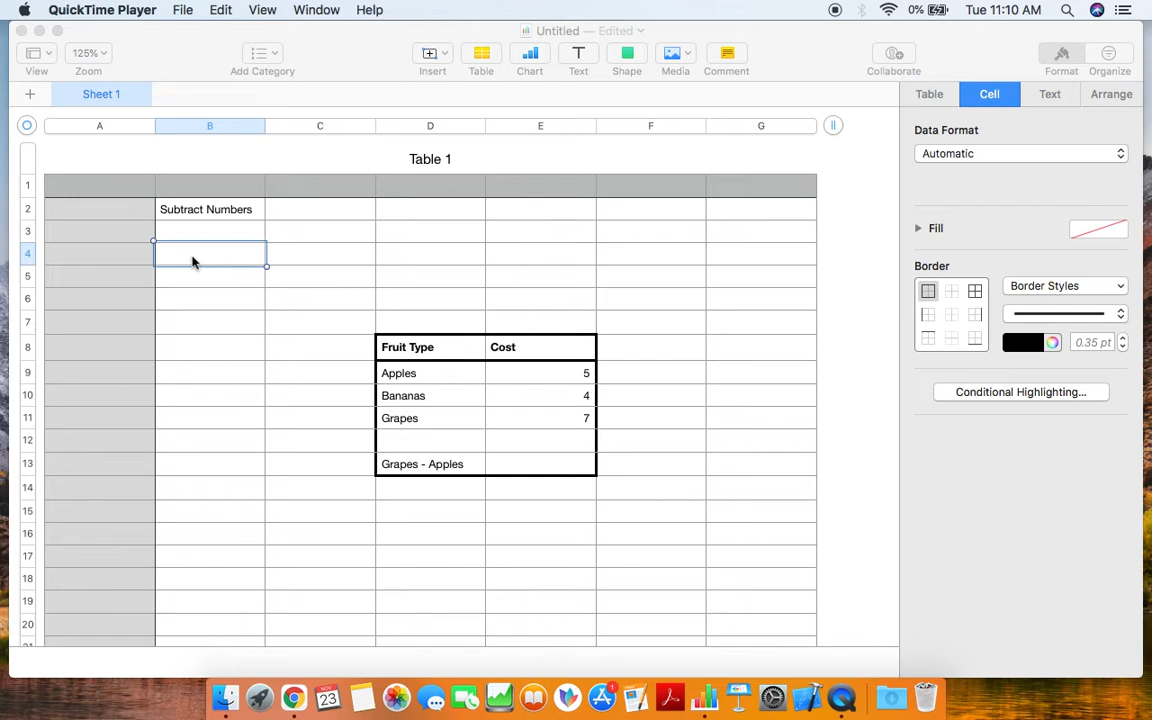 QuickTime Player File Edit View Window Help 0% Tue 11:10 AM
Untitled — Edited
125%
View Zoom Add Category Insert Table Chart Text Shape Media Comment Collaborate Format Organize
Sheet 1 Table Cell Text Arrange
A B C D E F G
Table 1
1
2 Subtract Numbers
3
4
5
6
7
8 Fruit Type Cost
9 Apples 5
10 Bananas 4
11 Grapes 7
12
13 Grapes - Apples
14
15
16
17
18
19
20
21
Data Format
Automatic
Fill
Border
Border Styles
0.35 pt
Conditional Highlighting...
NOV
23
1